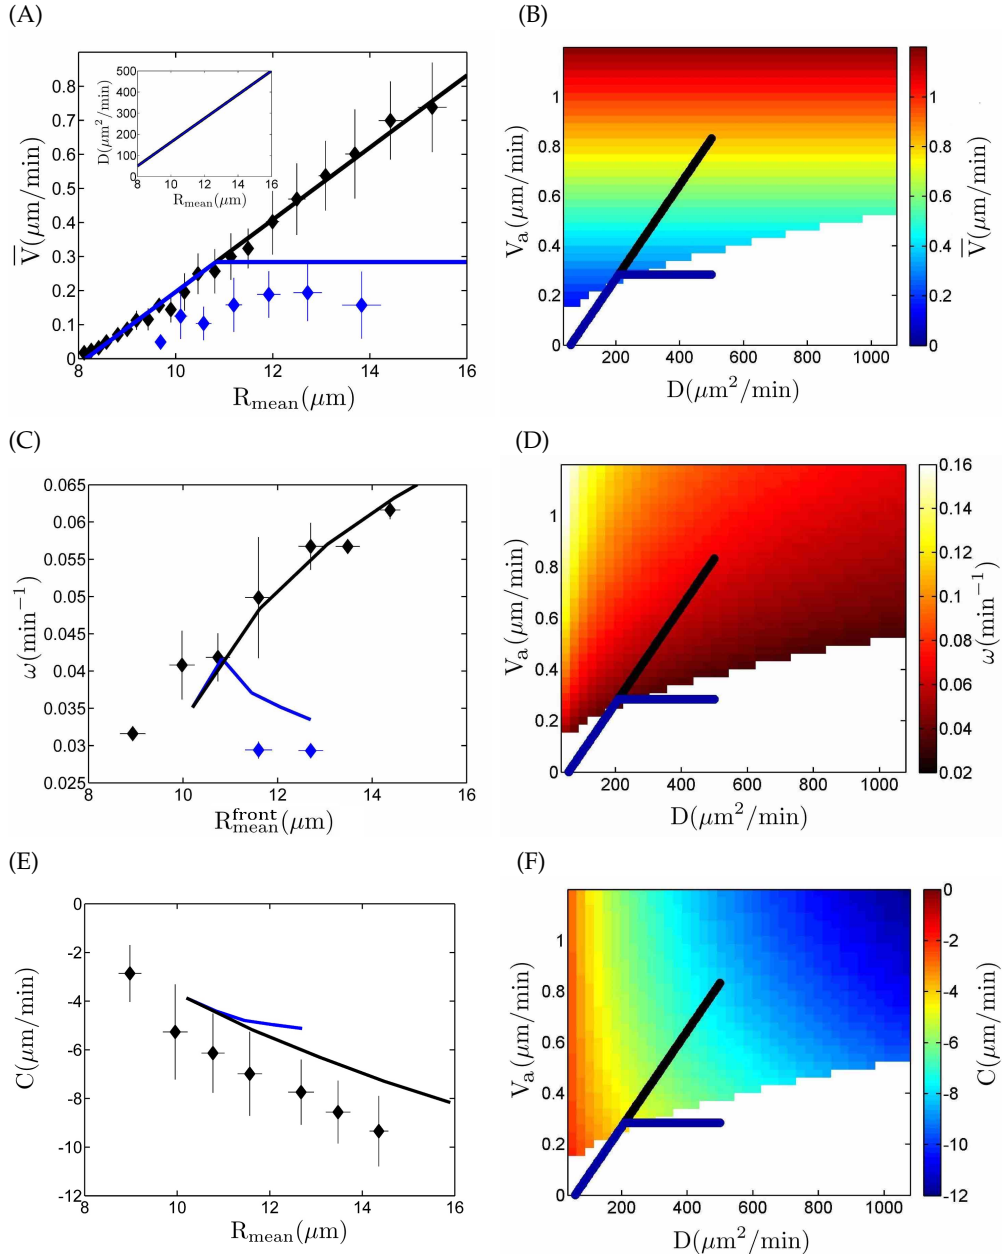 (A)
0.8
0.7
0.6
0.5
0.4
0.3
0.2
0.1
0
V̅(μm/min)
8 10 12 14 16
R_mean(μm)
500
400
300
200
100
0
D(μm²/min)
8 10 12 14 16
R_mean(μm)
(B)
1
0.8
0.6
0.4
0.2
0
V_a(μm/min)
200 400 600 800 1000
D(μm²/min)
1
0.8
0.6
0.4
0.2
0
V̅(μm/min)
(C)
0.065
0.06
0.055
0.05
0.045
0.04
0.035
0.03
0.025
ω(min⁻¹)
8 10 12 14 16
R_mean^front(μm)
(D)
1
0.8
0.6
0.4
0.2
0
V_a(μm/min)
200 400 600 800 1000
D(μm²/min)
0.16
0.14
0.12
0.1
0.08
0.06
0.04
0.02
ω(min⁻¹)
(E)
0
-2
-4
-6
-8
-10
-12
C(μm/min)
8 10 12 14 16
R_mean(μm)
(F)
1
0.8
0.6
0.4
0.2
0
V_a(μm/min)
200 400 600 800 1000
D(μm²/min)
0
-2
-4
-6
-8
-10
-12
C(μm/min)